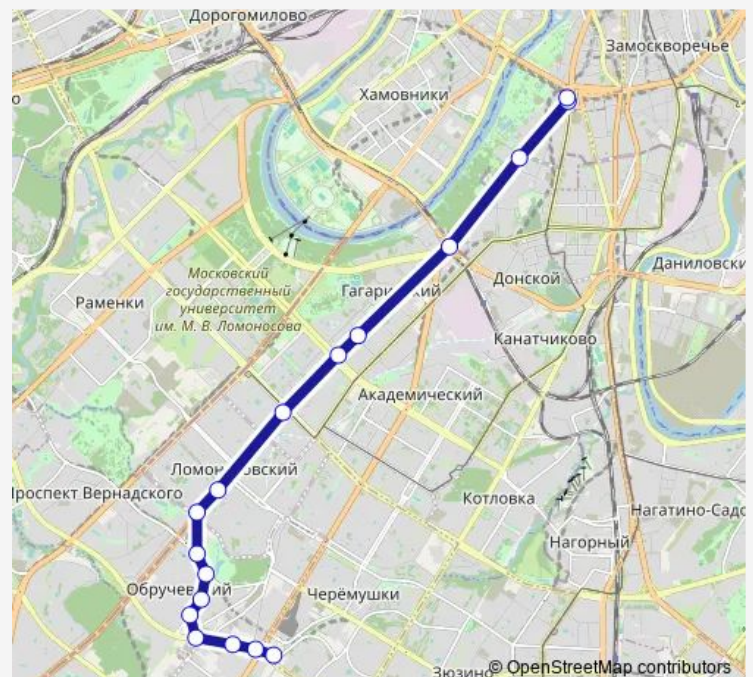 Дорогомилово
Замоскворечье
Хамовники
Московский
государственный
университет
им. М. В. Ломоносова
Раменки
Донской
Даниловски
Канатчиково
Академический
Проспект Вернадского
Котловка
Нагатино-Садо
Нагорный
Черёмушки
Зюзино
© OpenStreetMap contributors